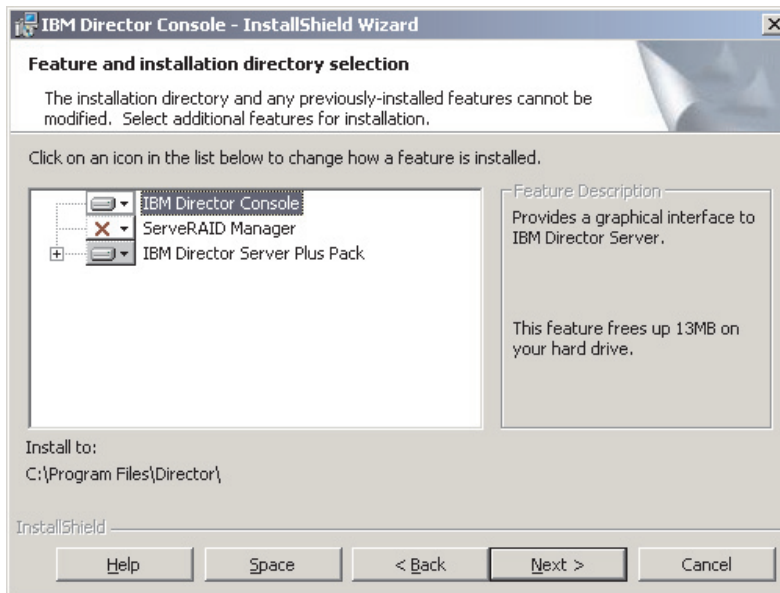 IBM Director Console - InstallShield Wizard
Feature and installation directory selection
The installation directory and any previously-installed features cannot be
modified. Select additional features for installation.
Click on an icon in the list below to change how a feature is installed.
IBM Director Console
ServeRAID Manager
IBM Director Server Plus Pack
Feature Description
Provides a graphical interface to
IBM Director Server.
This feature frees up 13MB on
your hard drive.
Install to:
C:\Program Files\Director\
InstallShield
Help
Space
< Back
Next >
Cancel